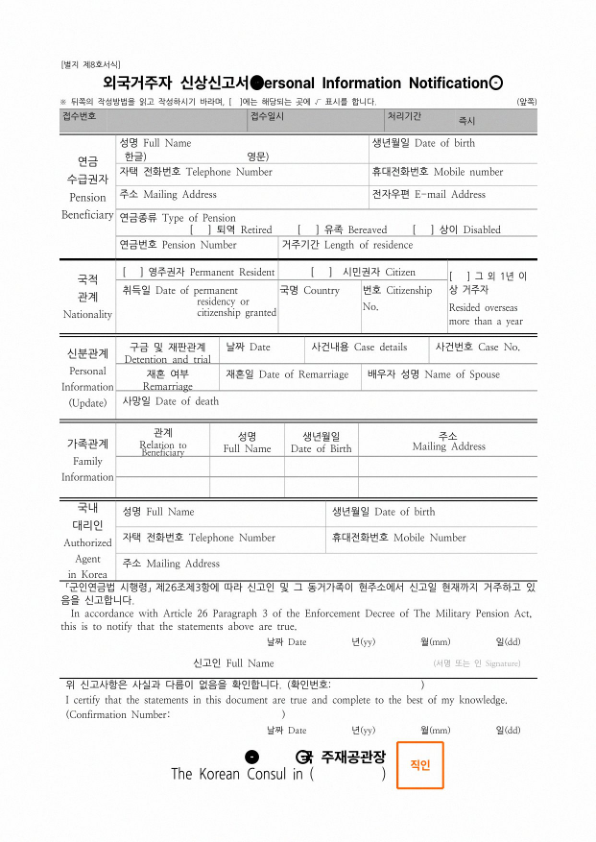 [별지 제8호서식]
외국거주자 신상신고서 ersonal Information Notification
※ 뒤쪽의 작성방법을 읽고 작성하시기 바라며, [ ]에는 해당되는 곳에 √ 표시를 합니다. (앞쪽)
접수번호 접수일시 처리기간 즉시
연금 수급권자 Pension Beneficiary
성명 Full Name 생년월일 Date of birth
한글) 영문)
자택 전화번호 Telephone Number 휴대전화번호 Mobile number
주소 Mailing Address 전자우편 E-mail Address
연금종류 Type of Pension
[ ] 퇴역 Retired [ ] 유족 Bereaved [ ] 상이 Disabled
연금번호 Pension Number 거주기간 Length of residence
국적 관계 Nationality
[ ] 영주권자 Permanent Resident [ ] 시민권자 Citizen
취득일 Date of permanent residency or citizenship granted
국명 Country
번호 Citizenship No.
[ ] 그 외 1년 이상 거주자
Resided overseas more than a year
신분관계 Personal Information (Update)
구금 및 재판관계 Detention and trial
날짜 Date 사건내용 Case details 사건번호 Case No.
재혼 여부 Remarriage
재혼일 Date of Remarriage 배우자 성명 Name of Spouse
사망일 Date of death
가족관계 Family Information
관계 Relation to Beneficiary
성명 Full Name
생년월일 Date of Birth
주소 Mailing Address
국내 대리인 Authorized Agent in Korea
성명 Full Name 생년월일 Date of birth
자택 전화번호 Telephone Number 휴대전화번호 Mobile Number
주소 Mailing Address
「군인연금법 시행령」 제26조제3항에 따라 신고인 및 그 동거가족이 현주소에서 신고일 현재까지 거주하고 있
음을 신고합니다.
In accordance with Article 26 Paragraph 3 of the Enforcement Decree of The Military Pension Act,
this is to notify that the statements above are true.
날짜 Date 년(yy) 월(mm) 일(dd)
신고인 Full Name (서명 또는 인 Signature)
위 신고사항은 사실과 다름이 없음을 확인합니다. (확인번호: )
I certify that the statements in this document are true and complete to the best of my knowledge.
(Confirmation Number: )
날짜 Date 년(yy) 월(mm) 일(dd)
주재공관장
The Korean Consul in ( )
직인